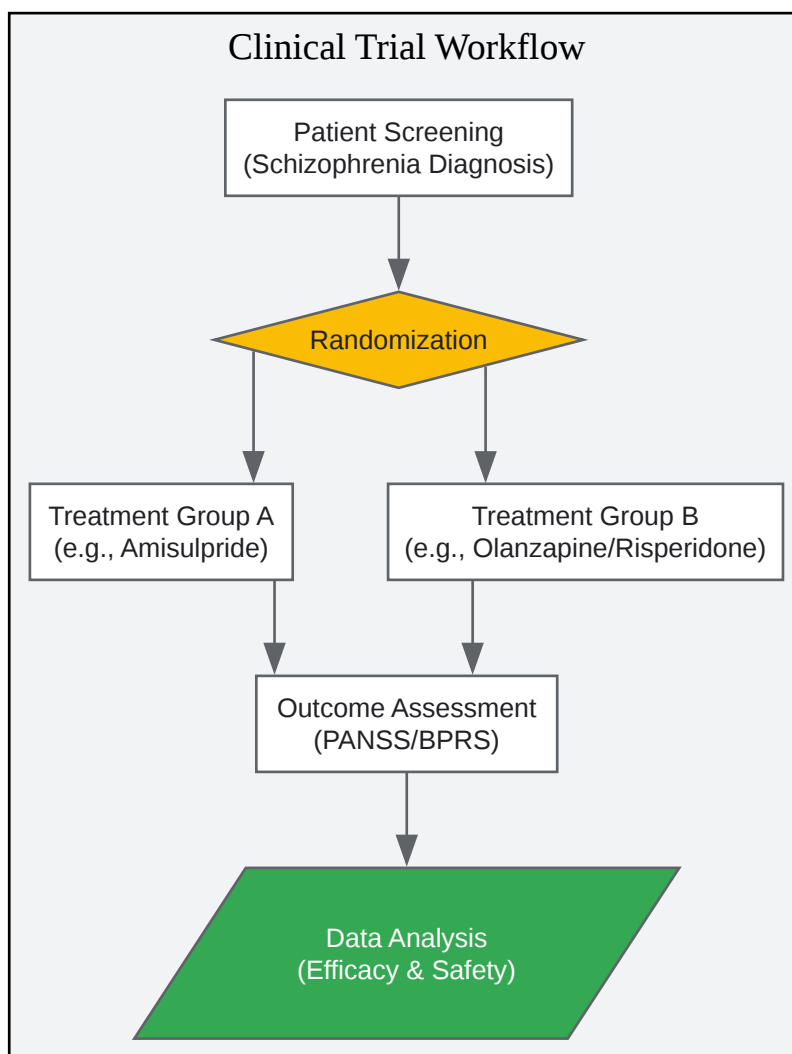 Clinical Trial Workflow
Patient Screening
(Schizophrenia Diagnosis)
Randomization
Treatment Group A
(e.g., Amisulpride)
Treatment Group B
(e.g., Olanzapine/Risperidone)
Outcome Assessment
(PANSS/BPRS)
Data Analysis
(Efficacy & Safety)